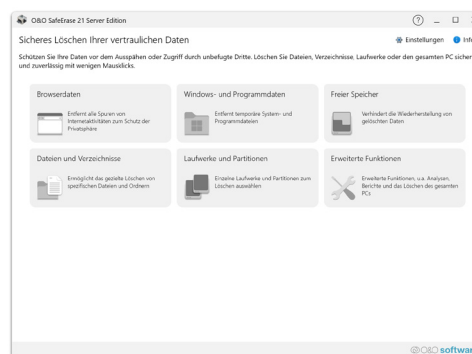 O&O SafeErase 21 Server Edition
Sicheres Löschen Ihrer vertraulichen Daten
Einstellungen
Info
Schützen Sie Ihre Daten vor dem Ausspähen oder Zugriff durch unbefugte Dritte. Löschen Sie Dateien, Verzeichnisse, Laufwerke oder den gesamten PC sicher
und zuverlässig mit wenigen Mausklicks.
Browserdaten
Entfernt alle Spuren von
Internetaktivitäten zum Schutz der
Privatsphäre
Windows- und Programmdaten
Entfernt temporäre System- und
Programmdateien
Freier Speicher
Verhindert die Wiederherstellung von
gelöschten Daten
Dateien und Verzeichnisse
Ermöglicht das gezielte Löschen von
spezifischen Dateien und Ordnern
Laufwerke und Partitionen
Einzelne Laufwerke und Partitionen zum
Löschen auswählen
Erweiterte Funktionen
Erweiterte Funktionen, u.a. Analysen,
Berichte und das Löschen des gesamten
PCs
O&O softwar